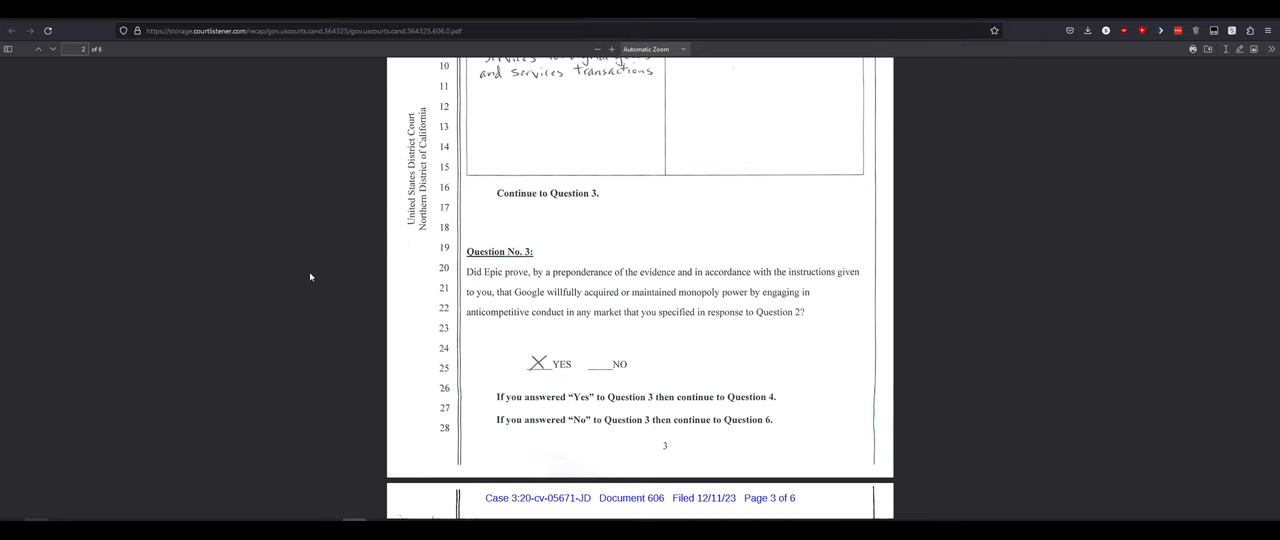 https://storage.courtlistener.com/recap/gov.uscourts.cand.364325/gov.uscourts.cand.364325.606.0.pdf
2 of 6
Automatic Zoom
and services transactions
10
11
12
13
14
15
16
17
18
19
20
21
22
23
24
25
26
27
28
United States District Court
Northern District of California
Continue to Question 3.
Question No. 3:
Did Epic prove, by a preponderance of the evidence and in accordance with the instructions given
to you, that Google willfully acquired or maintained monopoly power by engaging in
anticompetitive conduct in any market that you specified in response to Question 2?
X YES ___NO
If you answered “Yes” to Question 3 then continue to Question 4.
If you answered “No” to Question 3 then continue to Question 6.
3
Case 3:20-cv-05671-JD Document 606 Filed 12/11/23 Page 3 of 6